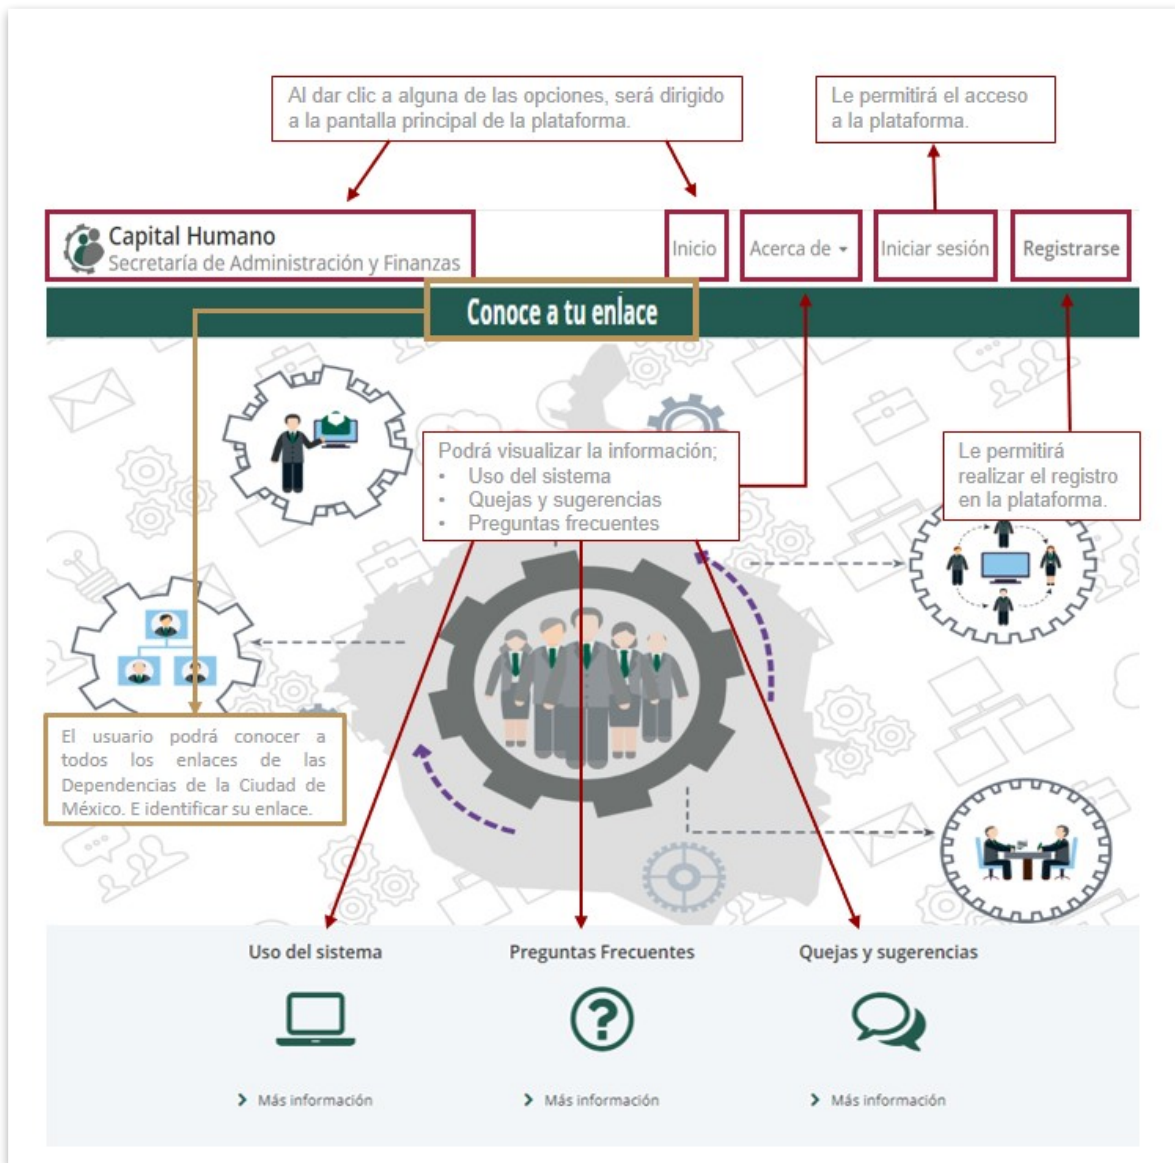 Al dar clic a alguna de las opciones, será dirigido
a la pantalla principal de la plataforma.
Le permitirá el acceso
a la plataforma.
Capital Humano
Secretaría de Administración y Finanzas
Inicio
Acerca de
Iniciar sesión
Registrarse
Conoce a tu enlace
Podrá visualizar la información;
• Uso del sistema
• Quejas y sugerencias
• Preguntas frecuentes
Le permitirá
realizar el registro
en la plataforma.
El usuario podrá conocer a
todos los enlaces de las
Dependencias de la Ciudad de
México. E identificar su enlace.
Uso del sistema
Preguntas Frecuentes
Quejas y sugerencias
Más información
Más información
Más información